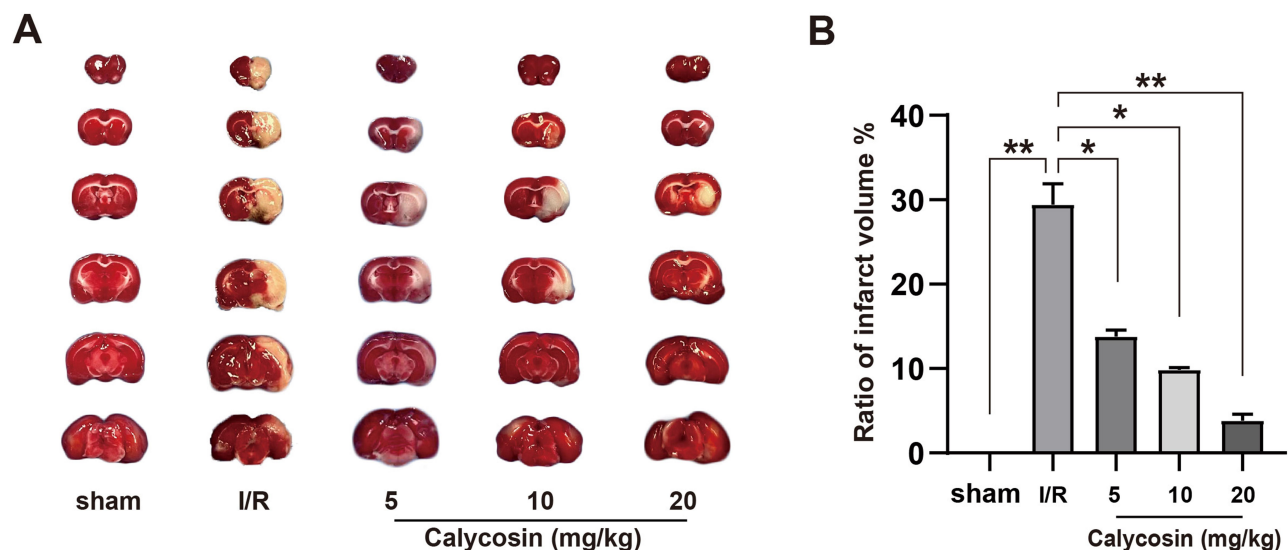 A
sham
I/R
5
10
20
Calycosin (mg/kg)
B
Ratio of infarct volume %
40
30
20
10
0
**
*
*
**
sham
I/R
5
10
20
Calycosin (mg/kg)